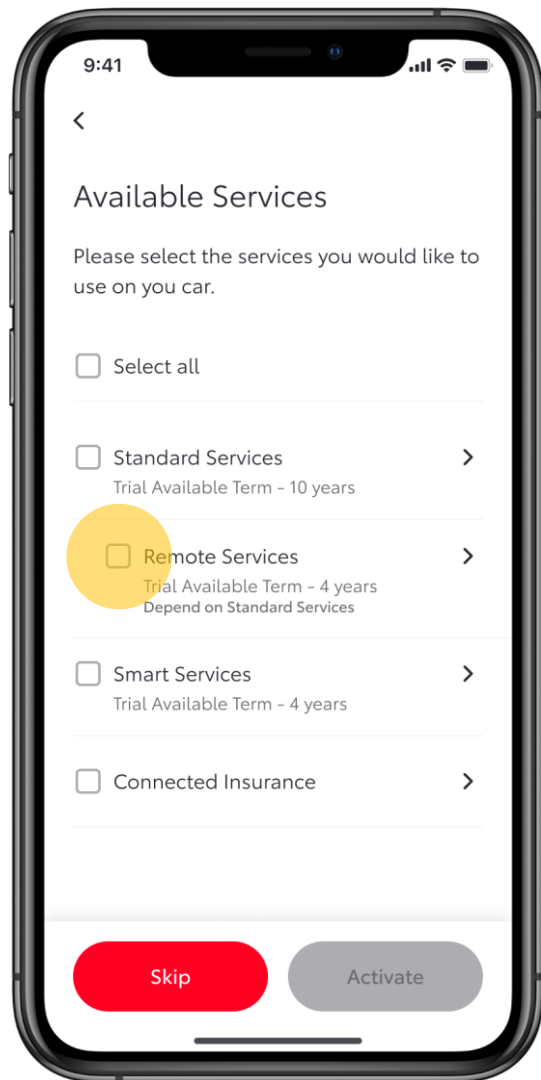 9:41
Available Services
Please select the services you would like to
use on you car.
Select all
Standard Services
Trial Available Term - 10 years
Remote Services
Trial Available Term - 4 years
Depend on Standard Services
Smart Services
Trial Available Term - 4 years
Connected Insurance
Skip
Activate